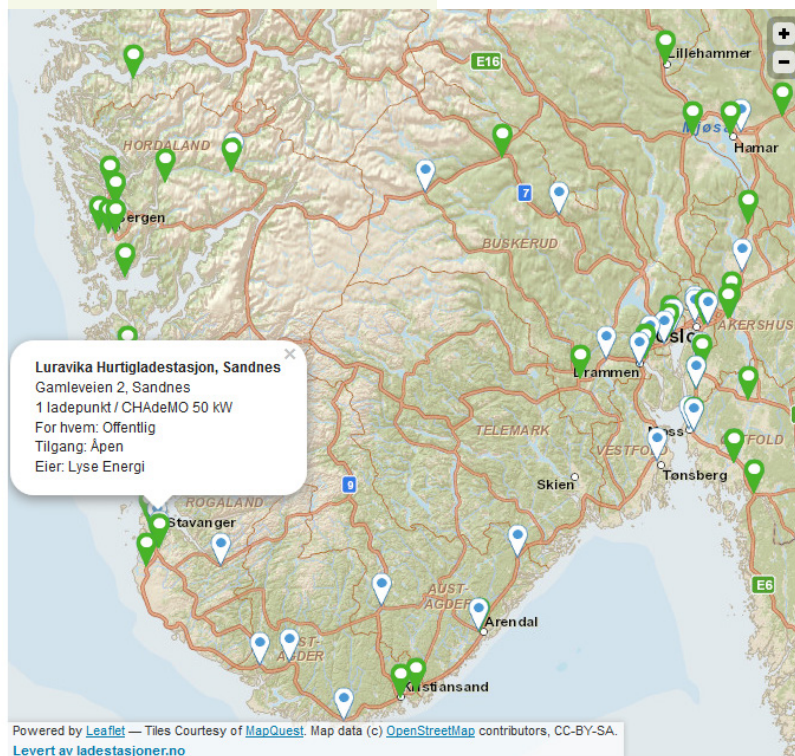 +
Lillehammer
E16
−
Mjøsa
HORDALAND
Hamar
7
Bergen
BUSKERUD
AKERSHUS
Oslo
×
Luravika Hurtigladestasjon, Sandnes
Gamleveien 2, Sandnes
1 ladepunkt / CHAdeMO 50 kW
For hvem: Offentlig
Tilgang: Åpen
Eier: Lyse Energi
Drammen
TELEMARK
Moss
ØSTFOLD
VESTFOLD
Tønsberg
Skien
9
ROGALAND
Stavanger
E6
AUST-
AGDER
Arendal
VEST-
AGDER
Kristiansand
Powered by Leaflet — Tiles Courtesy of MapQuest. Map data (c) OpenStreetMap contributors, CC-BY-SA.
Levert av ladestasjoner.no